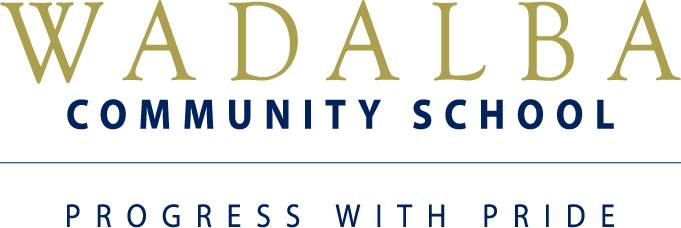 WADALBA
COMMUNITY SCHOOL
PROGRESS WITH PRIDE